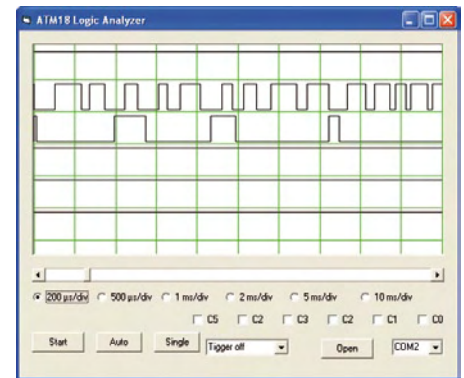 ATM18 Logic Analyzer
200 µs/div 500 µs/div 1 ms/div 2 ms/div 5 ms/div 10 ms/div
C5 C2 C3 C2 C1 C0
Start Auto Single Tigger off Open COM2